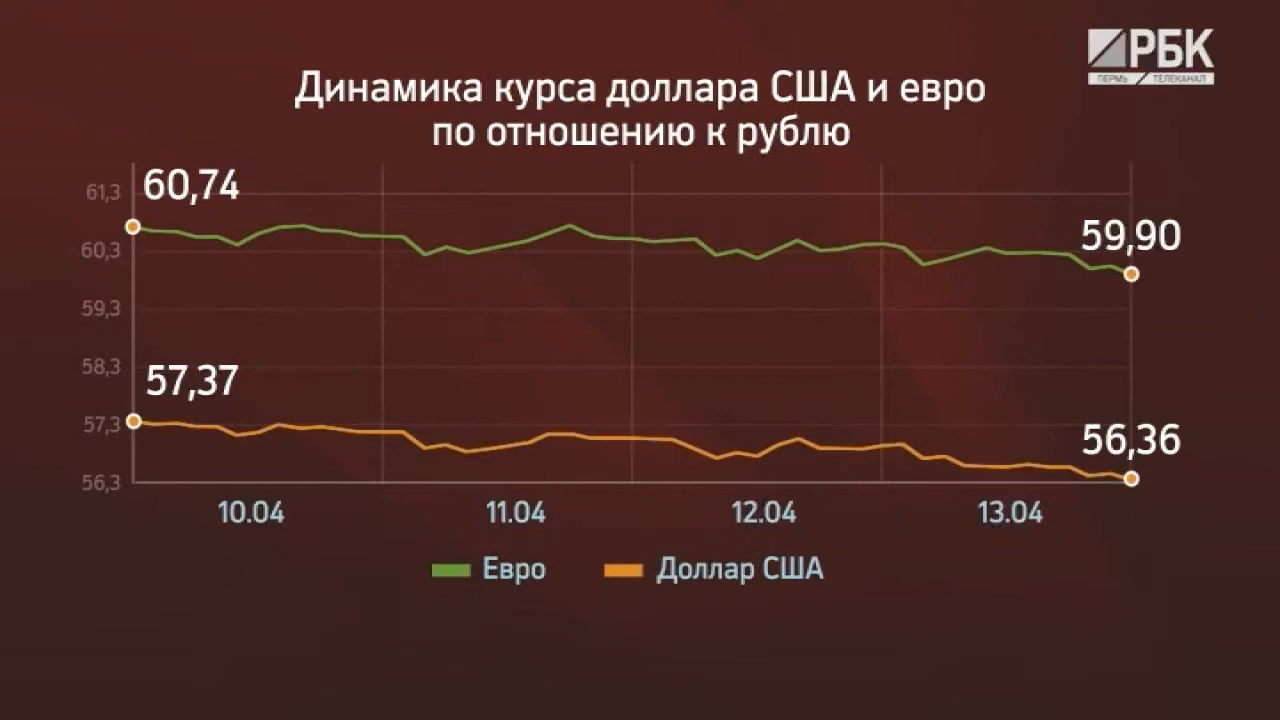 РБК
ПЕРМЬ ТЕЛЕКАНАЛ
Динамика курса доллара США и евро
по отношению к рублю
61,3
60,74
60,3
59,90
59,3
58,3
57,37
57,3
56,36
56,3
10.04 11.04 12.04 13.04
Евро Доллар США